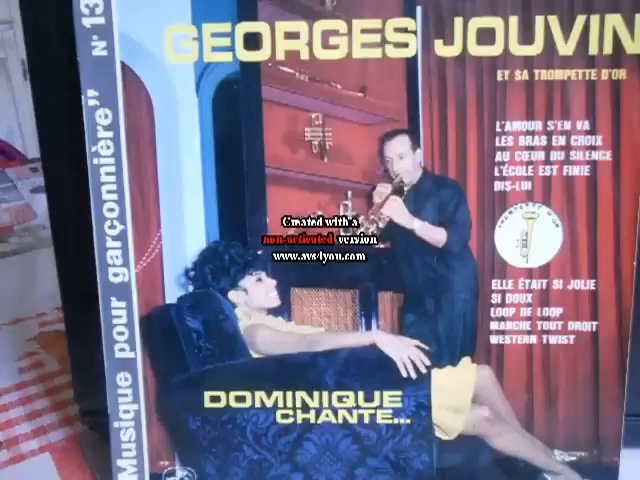 GEORGES JOUVIN
ET SA TROMPETTE D'OR
Musique pour garçonnière" N° 13
L'AMOUR S'EN VA
LES BRAS EN CROIX
AU CŒUR DU SILENCE
L'ÉCOLE EST FINIE
DIS-LUI
TROMPETTE D'OR
ELLE ÉTAIT SI JOLIE
SI DOUX
LOOP DE LOOP
MARCHE TOUT DROIT
WESTERN TWIST
Created with a
non-activated version
www.avs4you.com
DOMINIQUE
CHANTE...